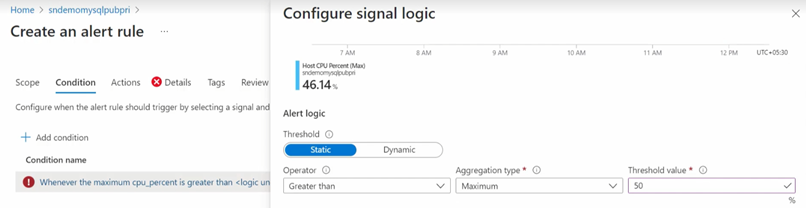 Home > sndemomysqlpubpri >
Create an alert rule ...
Scope Condition Actions Details Tags Review
Configure when the alert rule should trigger by selecting a signal and
+ Add condition
Condition name
Whenever the maximum cpu_percent is greater than <logic un
Configure signal logic
7 AM 8 AM 9 AM 10 AM 11 AM 12 PM UTC+05:30
Host CPU Percent (Max)
sndemomysqlpubpri
46.14 %
Alert logic
Threshold
Static Dynamic
Operator Aggregation type * Threshold value *
Greater than Maximum 50
%